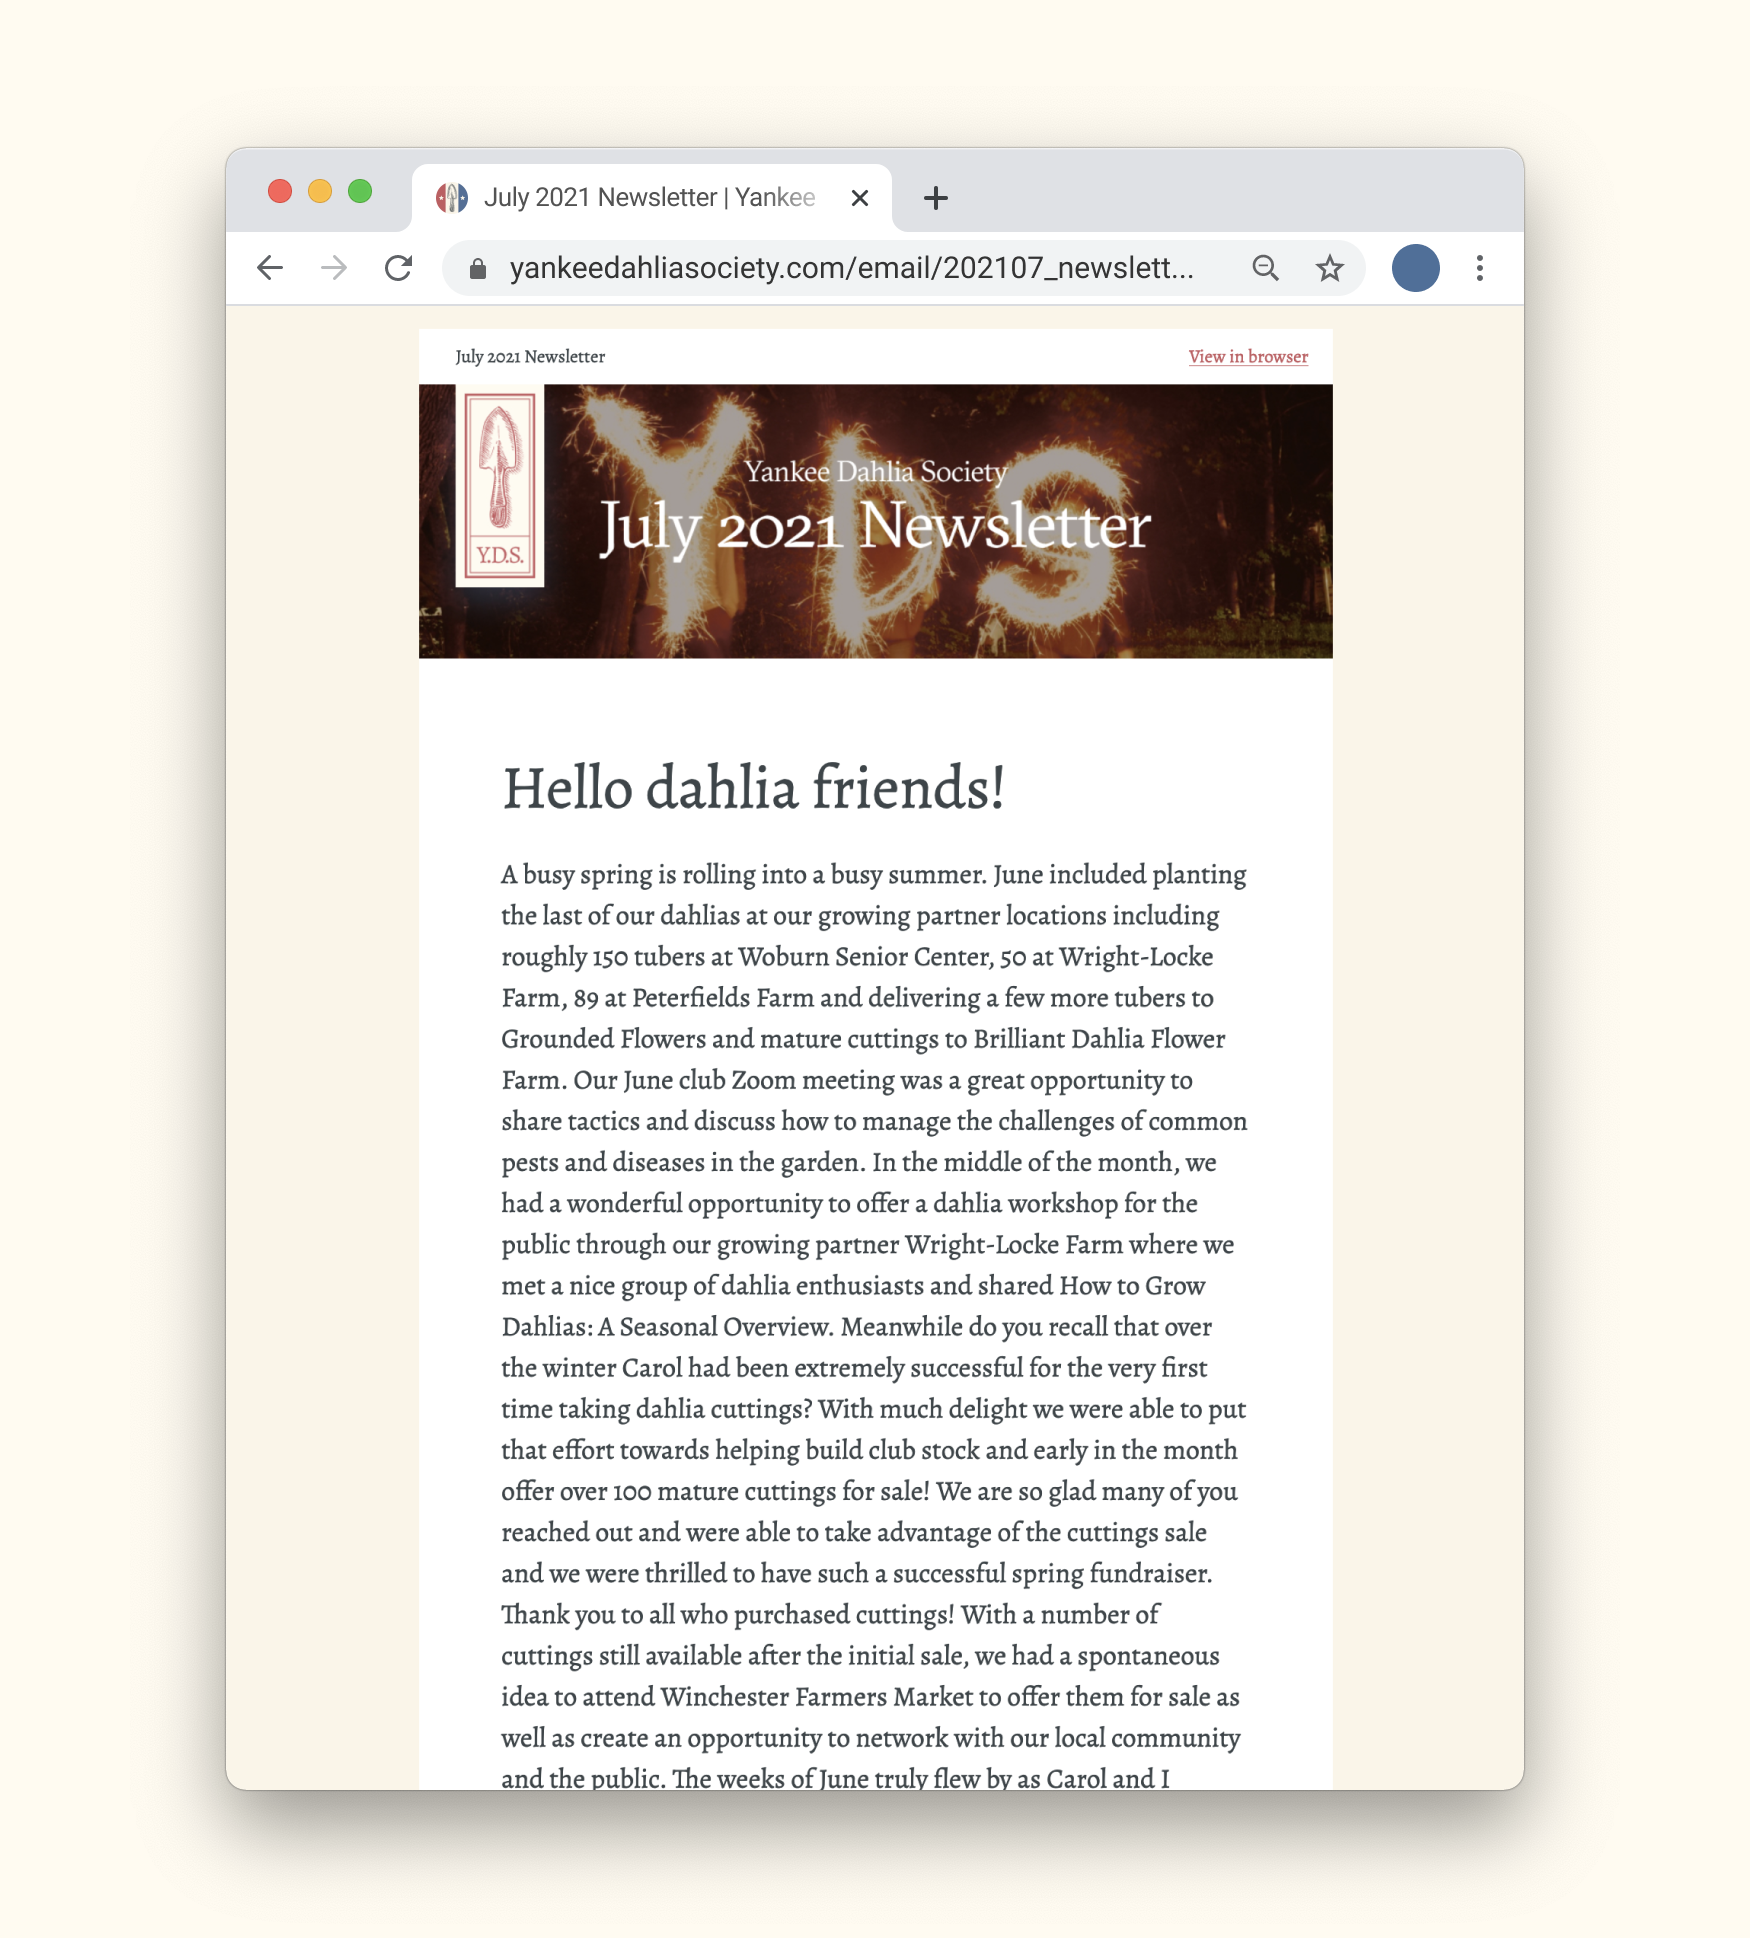 July 2021 Newsletter | Yankee
yankeedahliasociety.com/email/202107_newslett...
July 2021 Newsletter
View in browser
YDS
Y.D.S.
Yankee Dahlia Society
July 2021 Newsletter
Hello dahlia friends!
A busy spring is rolling into a busy summer. June included planting
the last of our dahlias at our growing partner locations including
roughly 150 tubers at Woburn Senior Center, 50 at Wright-Locke
Farm, 89 at Peterfields Farm and delivering a few more tubers to
Grounded Flowers and mature cuttings to Brilliant Dahlia Flower
Farm. Our June club Zoom meeting was a great opportunity to
share tactics and discuss how to manage the challenges of common
pests and diseases in the garden. In the middle of the month, we
had a wonderful opportunity to offer a dahlia workshop for the
public through our growing partner Wright-Locke Farm where we
met a nice group of dahlia enthusiasts and shared How to Grow
Dahlias: A Seasonal Overview. Meanwhile do you recall that over
the winter Carol had been extremely successful for the very first
time taking dahlia cuttings? With much delight we were able to put
that effort towards helping build club stock and early in the month
offer over 100 mature cuttings for sale! We are so glad many of you
reached out and were able to take advantage of the cuttings sale
and we were thrilled to have such a successful spring fundraiser.
Thank you to all who purchased cuttings! With a number of
cuttings still available after the initial sale, we had a spontaneous
idea to attend Winchester Farmers Market to offer them for sale as
well as create an opportunity to network with our local community
and the public. The weeks of June truly flew by as Carol and I